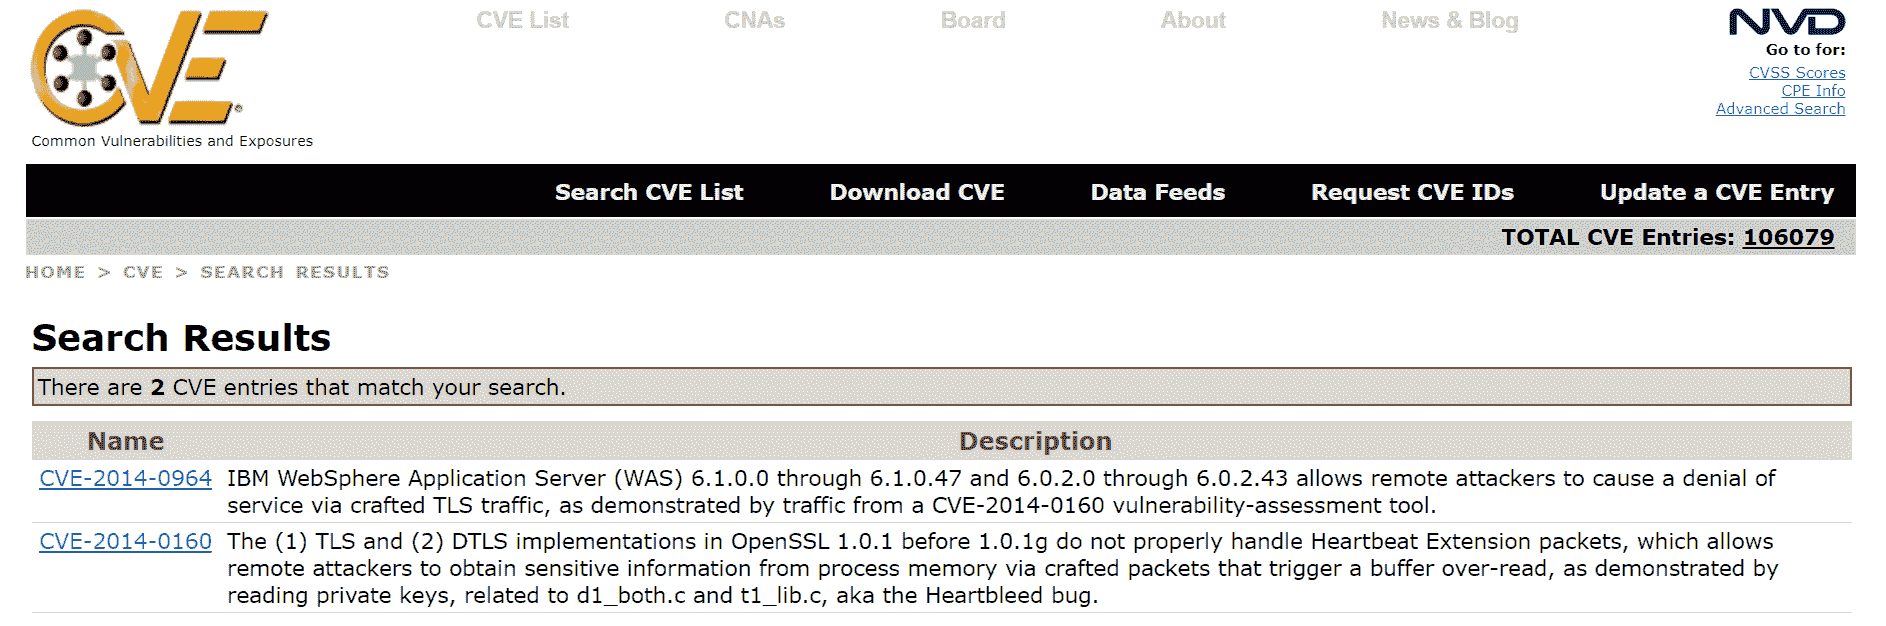 CVE List CNAs Board About News & Blog
CVE®
Common Vulnerabilities and Exposures
NVD
Go to for:
CVSS Scores
CPE Info
Advanced Search
Search CVE List Download CVE Data Feeds Request CVE IDs Update a CVE Entry
TOTAL CVE Entries: 106079
HOME > CVE > SEARCH RESULTS
Search Results
There are 2 CVE entries that match your search.
Name Description
CVE-2014-0964 IBM WebSphere Application Server (WAS) 6.1.0.0 through 6.1.0.47 and 6.0.2.0 through 6.0.2.43 allows remote attackers to cause a denial of
service via crafted TLS traffic, as demonstrated by traffic from a CVE-2014-0160 vulnerability-assessment tool.
CVE-2014-0160 The (1) TLS and (2) DTLS implementations in OpenSSL 1.0.1 before 1.0.1g do not properly handle Heartbeat Extension packets, which allows
remote attackers to obtain sensitive information from process memory via crafted packets that trigger a buffer over-read, as demonstrated by
reading private keys, related to d1_both.c and t1_lib.c, aka the Heartbleed bug.